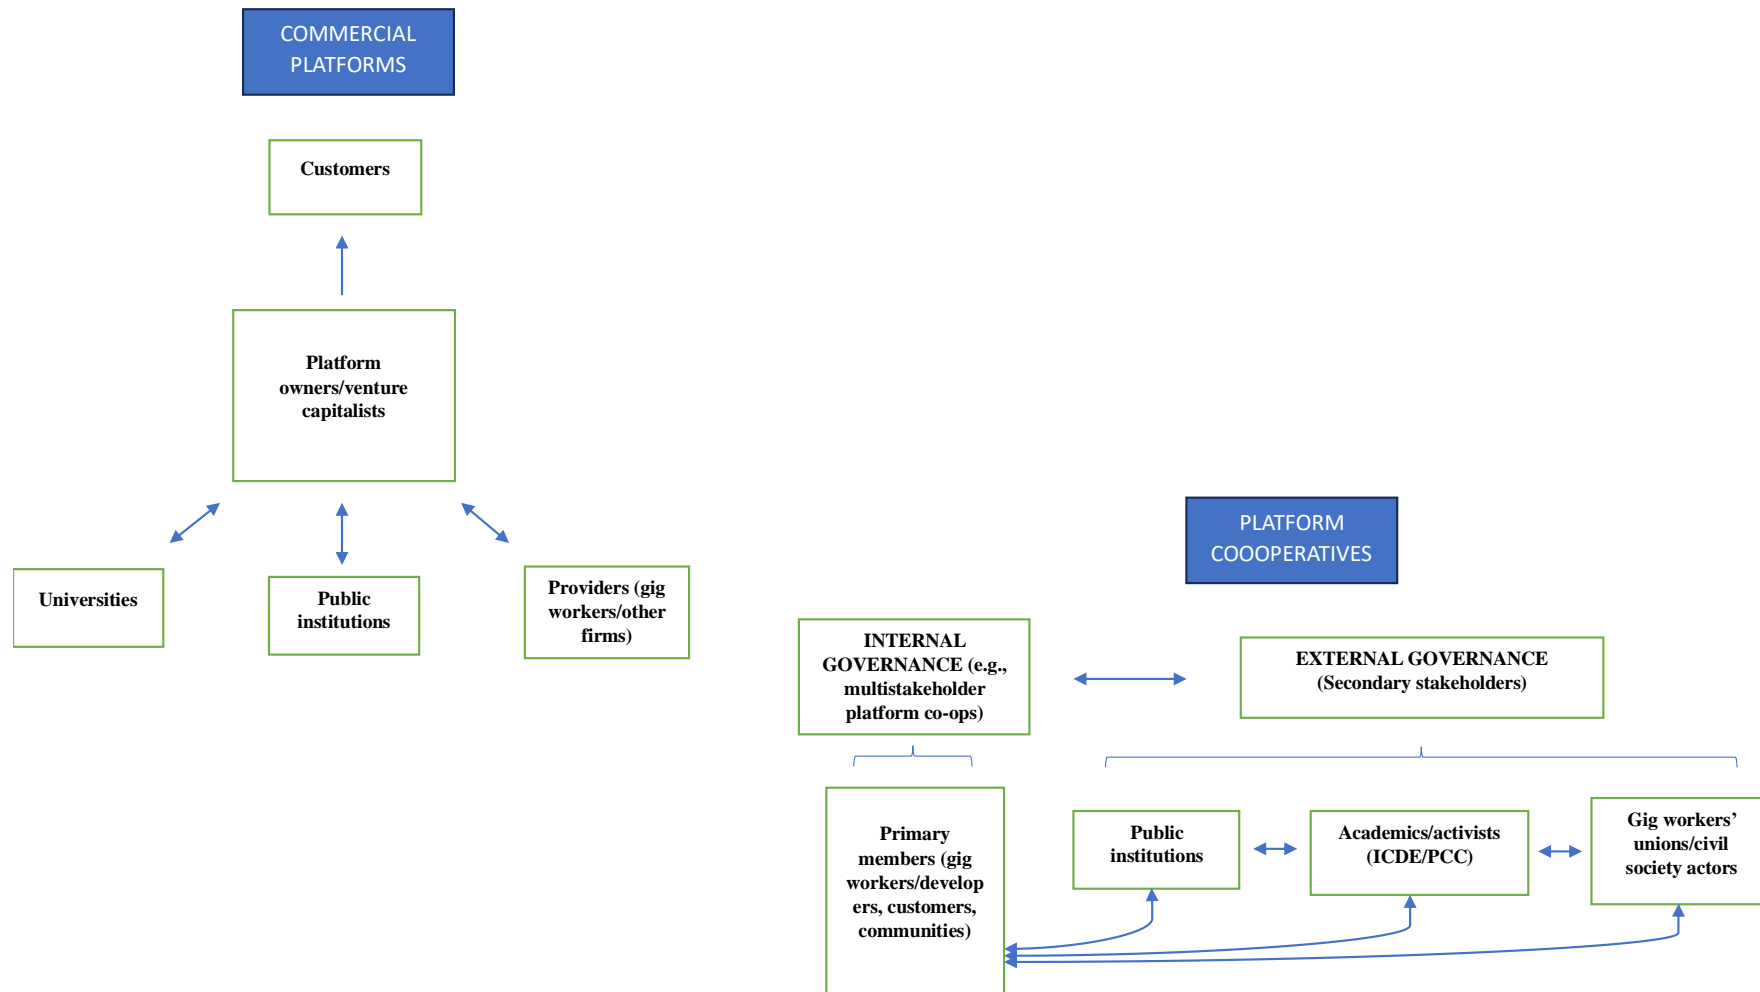 COMMERCIAL
PLATFORMS
Customers
Platform
owners/venture
capitalists
Universities
Public
institutions
Providers (gig
workers/other
firms)
PLATFORM
COOOPERATIVES
INTERNAL
GOVERNANCE (e.g.,
multistakeholder
platform co-ops)
EXTERNAL GOVERNANCE
(Secondary stakeholders)
Primary
members (gig
workers/develop
ers, customers,
communities)
Public
institutions
Academics/activists
(ICDE/PCC)
Gig workers’
unions/civil
society actors